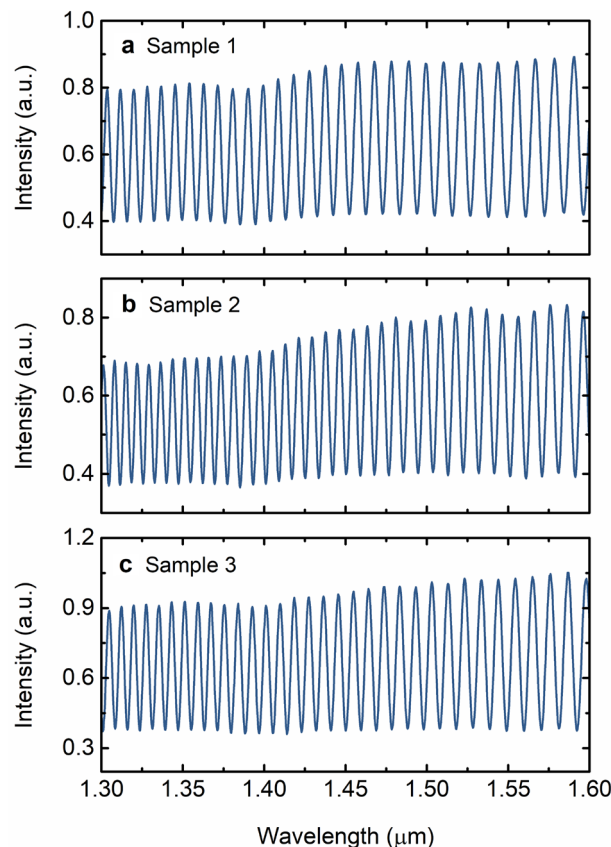 a Sample 1
1.0
0.8
0.6
0.4
Intensity (a.u.)
b Sample 2
0.8
0.6
0.4
Intensity (a.u.)
c Sample 3
1.2
0.9
0.6
0.3
Intensity (a.u.)
1.30 1.35 1.40 1.45 1.50 1.55 1.60
Wavelength (μm)